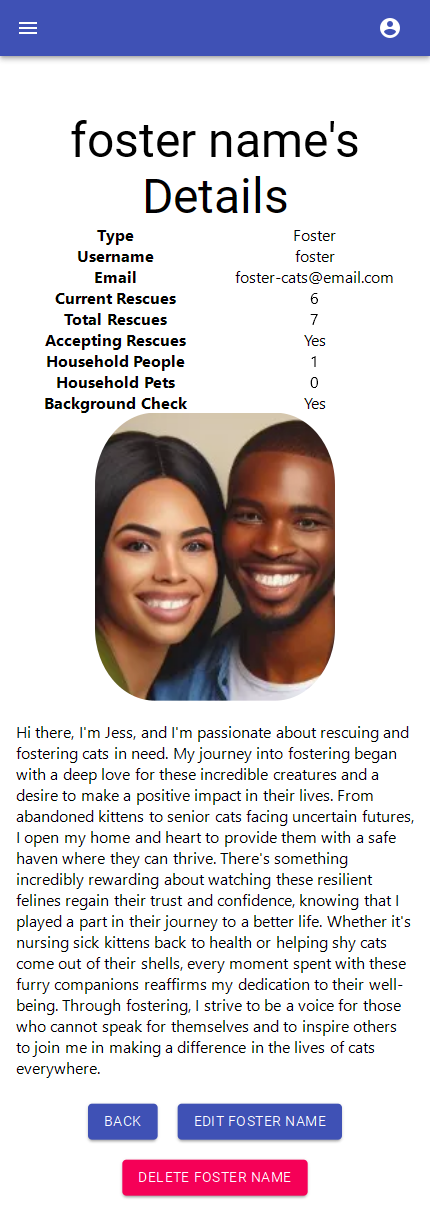 foster name's
Details
Type Foster
Username foster
Email foster-cats@email.com
Current Rescues 6
Total Rescues 7
Accepting Rescues Yes
Household People 1
Household Pets 0
Background Check Yes
Hi there, I'm Jess, and I'm passionate about rescuing and
fostering cats in need. My journey into fostering began
with a deep love for these incredible creatures and a
desire to make a positive impact in their lives. From
abandoned kittens to senior cats facing uncertain futures,
I open my home and heart to provide them with a safe
haven where they can thrive. There's something
incredibly rewarding about watching these resilient
felines regain their trust and confidence, knowing that I
played a part in their journey to a better life. Whether it's
nursing sick kittens back to health or helping shy cats
come out of their shells, every moment spent with these
furry companions reaffirms my dedication to their well-
being. Through fostering, I strive to be a voice for those
who cannot speak for themselves and to inspire others
to join me in making a difference in the lives of cats
everywhere.
BACK EDIT FOSTER NAME
DELETE FOSTER NAME